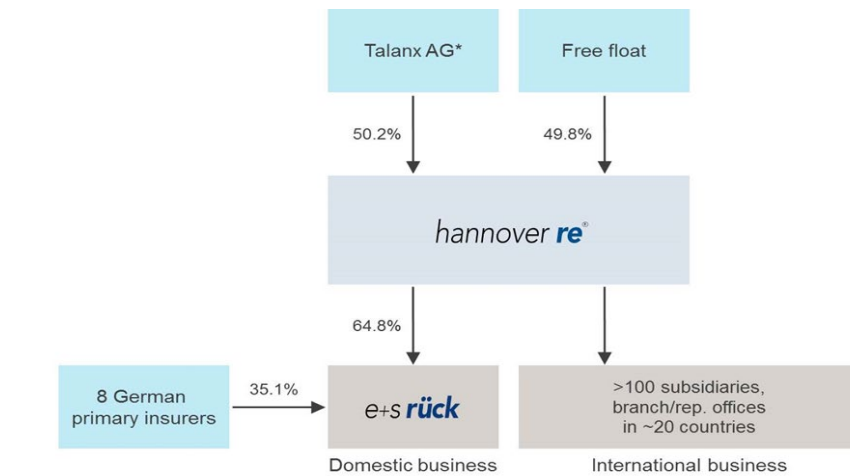 Talanx AG*
Free float
50.2%
49.8%
hannover re®
64.8%
8 German
primary insurers
35.1%
e+s rück
>100 subsidiaries,
branch/rep. offices
in ~20 countries
Domestic business
International business